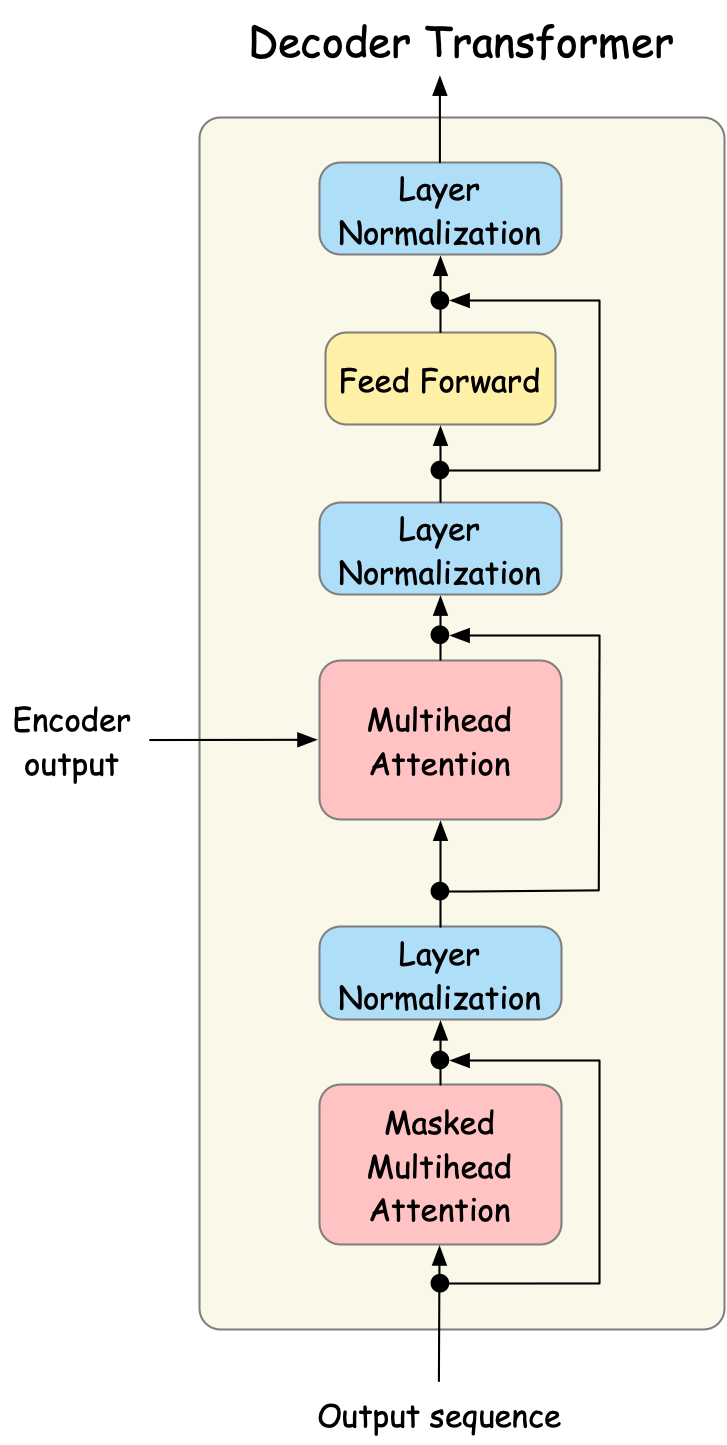 Decoder Transformer
Layer
Normalization
Feed Forward
Layer
Normalization
Encoder
output
Multihead
Attention
Layer
Normalization
Masked
Multihead
Attention
Output sequence